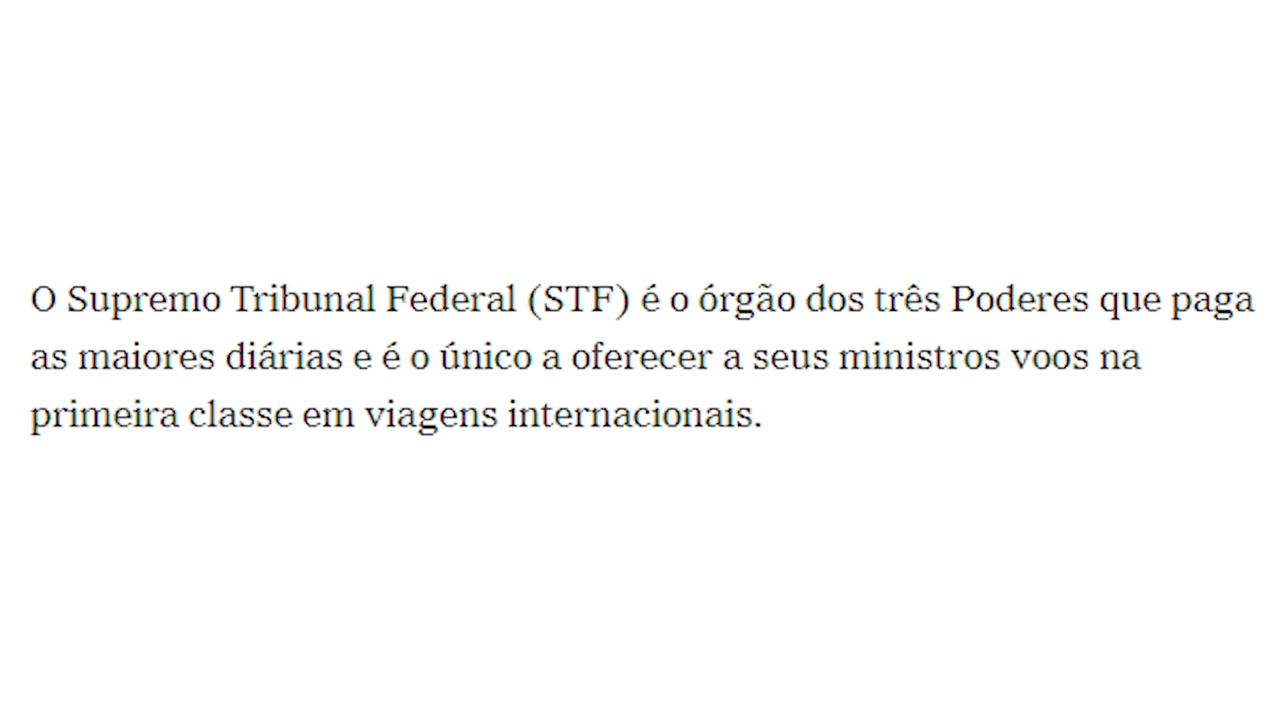 O Supremo Tribunal Federal (STF) é o órgão dos três Poderes que paga
as maiores diárias e é o único a oferecer a seus ministros voos na
primeira classe em viagens internacionais.